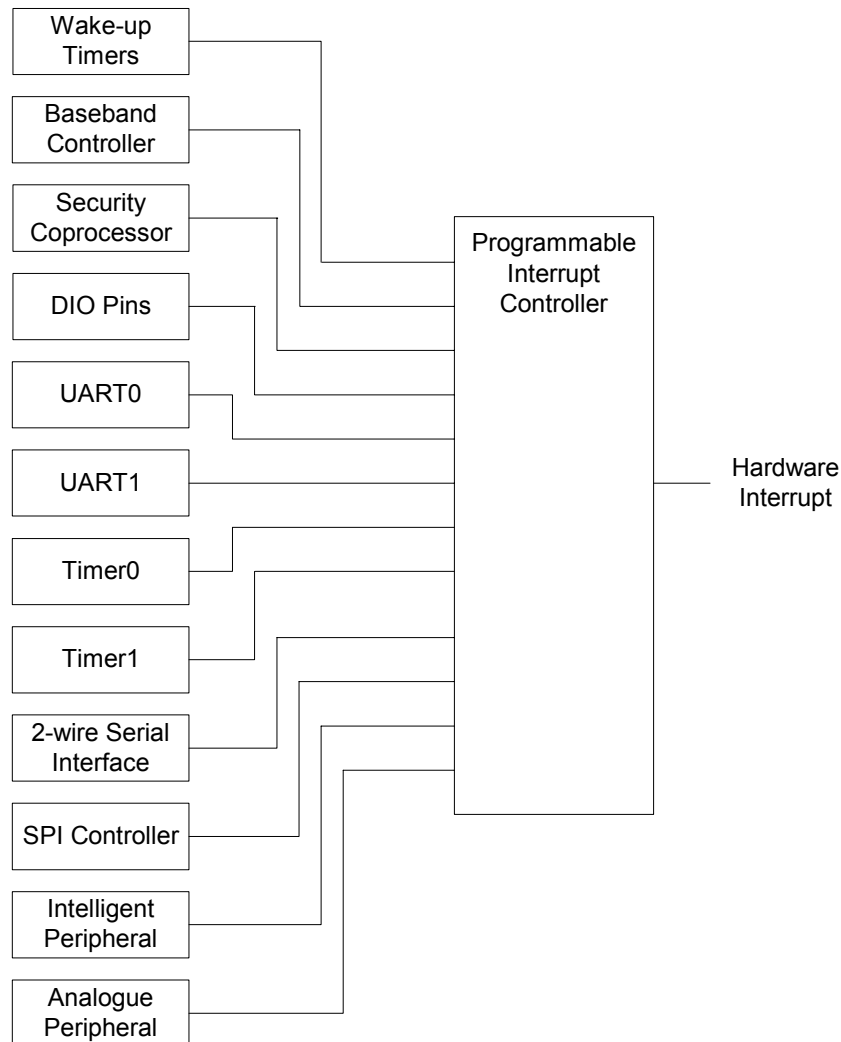 Wake-up
Timers
Baseband
Controller
Security
Coprocessor
DIO Pins
UART0
UART1
Timer0
Timer1
2-wire Serial
Interface
SPI Controller
Intelligent
Peripheral
Analogue
Peripheral
Programmable
Interrupt
Controller
Hardware
Interrupt